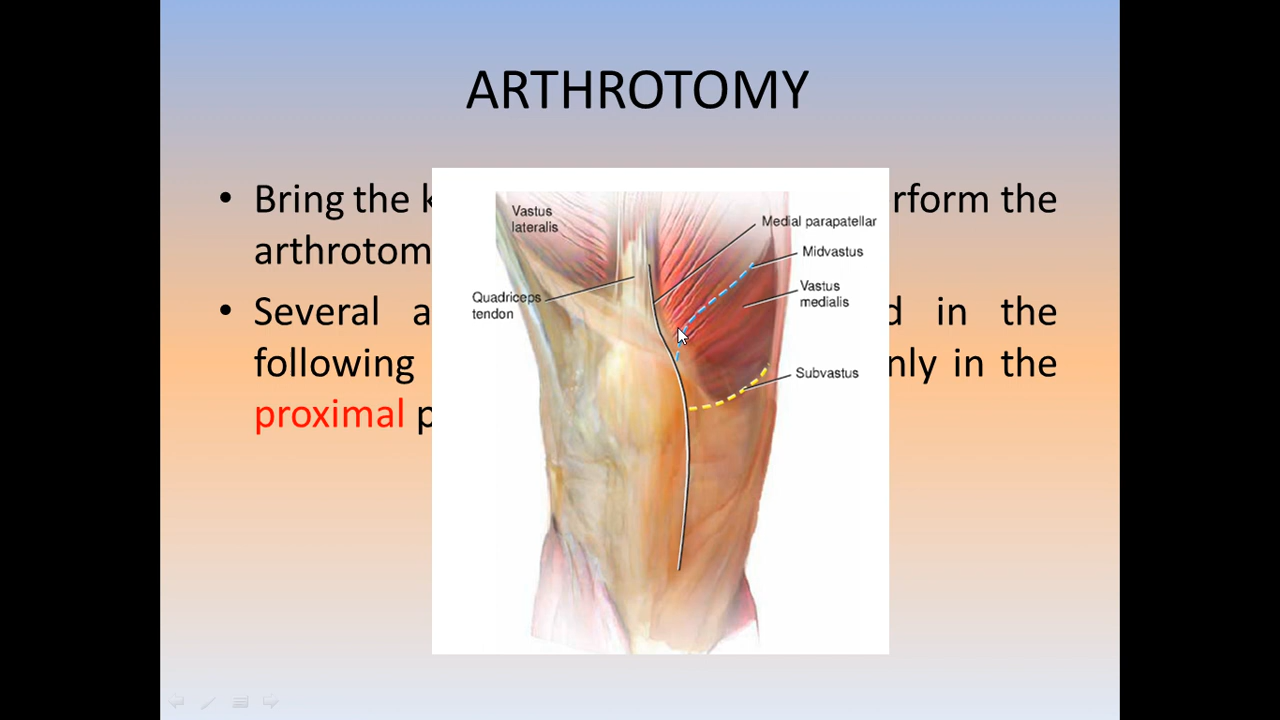 ARTHROTOMY
• Bring the
rform the
arthrotom
• Several a
d in the
following
nly in the
proximal p
Vastus
lateralis
Medial parapatellar
Midvastus
Vastus
medialis
Quadriceps
tendon
Subvastus